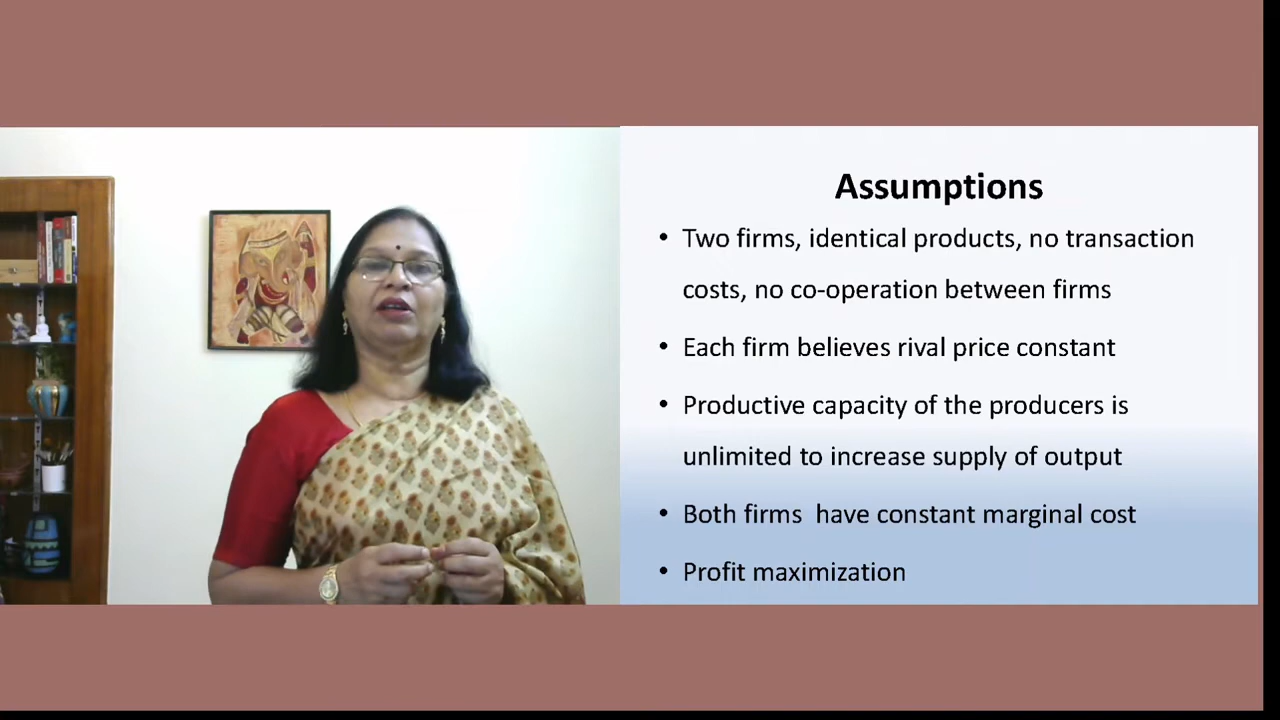 Assumptions
• Two firms, identical products, no transaction
costs, no co-operation between firms
• Each firm believes rival price constant
• Productive capacity of the producers is
unlimited to increase supply of output
• Both firms  have constant marginal cost
• Profit maximization